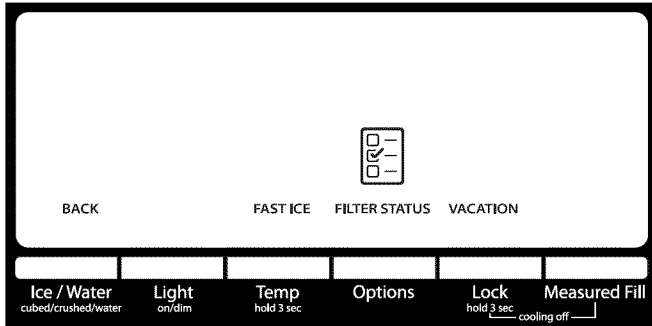 BACK FAST ICE FILTER STATUS VACATION
Ice / Water Light Temp Options Lock Measured Fill
cubed/crushed/water on/dim hold 3 sec hold 3 sec
cooling off